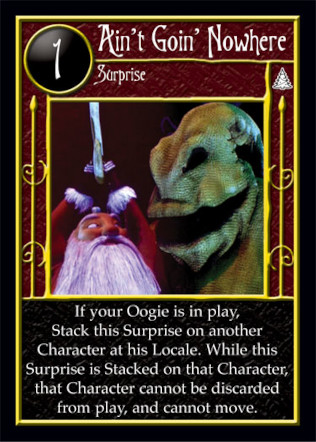 1
Ain't Goin' Nowhere
Surprise
If your Oogie is in play,
Stack this Surprise on another
Character at his Locale. While this
Surprise is Stacked on that Character,
that Character cannot be discarded
from play, and cannot move.